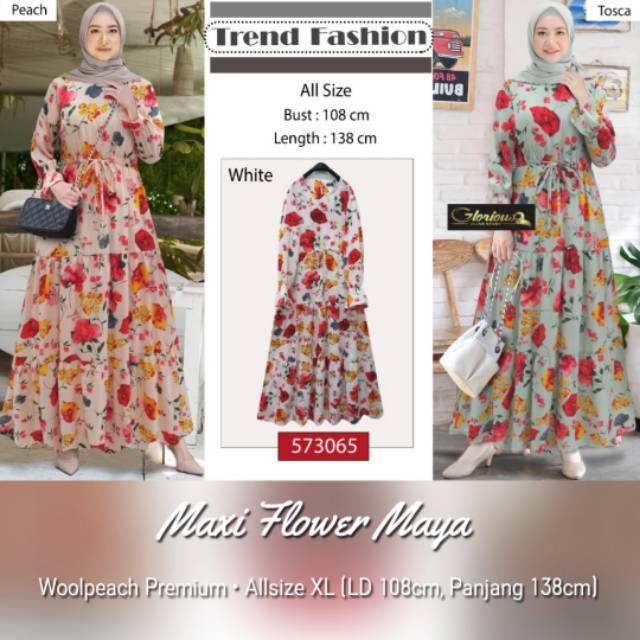 Peach
Trend Fashion
Tosca
All Size
Bust : 108 cm
Length : 138 cm
White
Glorious
573065
Maxi Flower Maya
Woolpeach Premium • Allsize XL (LD 108cm, Panjang 138cm)